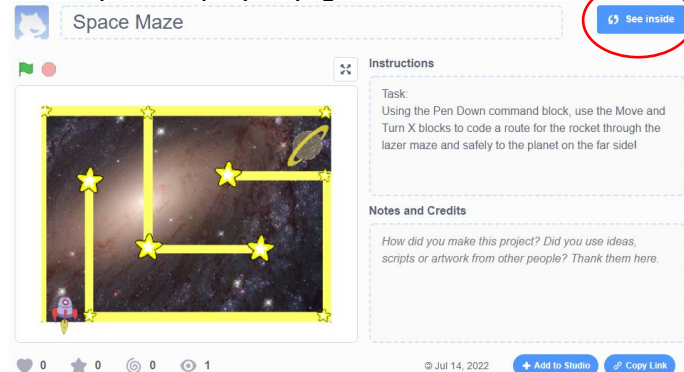 Space Maze
See inside
Instructions
Task:
Using the Pen Down command block, use the Move and
Turn X blocks to code a route for the rocket through the
lazer maze and safely to the planet on the far side!
Notes and Credits
How did you make this project? Did you use ideas,
scripts or artwork from other people? Thank them here.
0 0 0 1
© Jul 14, 2022
+ Add to Studio
Copy Link